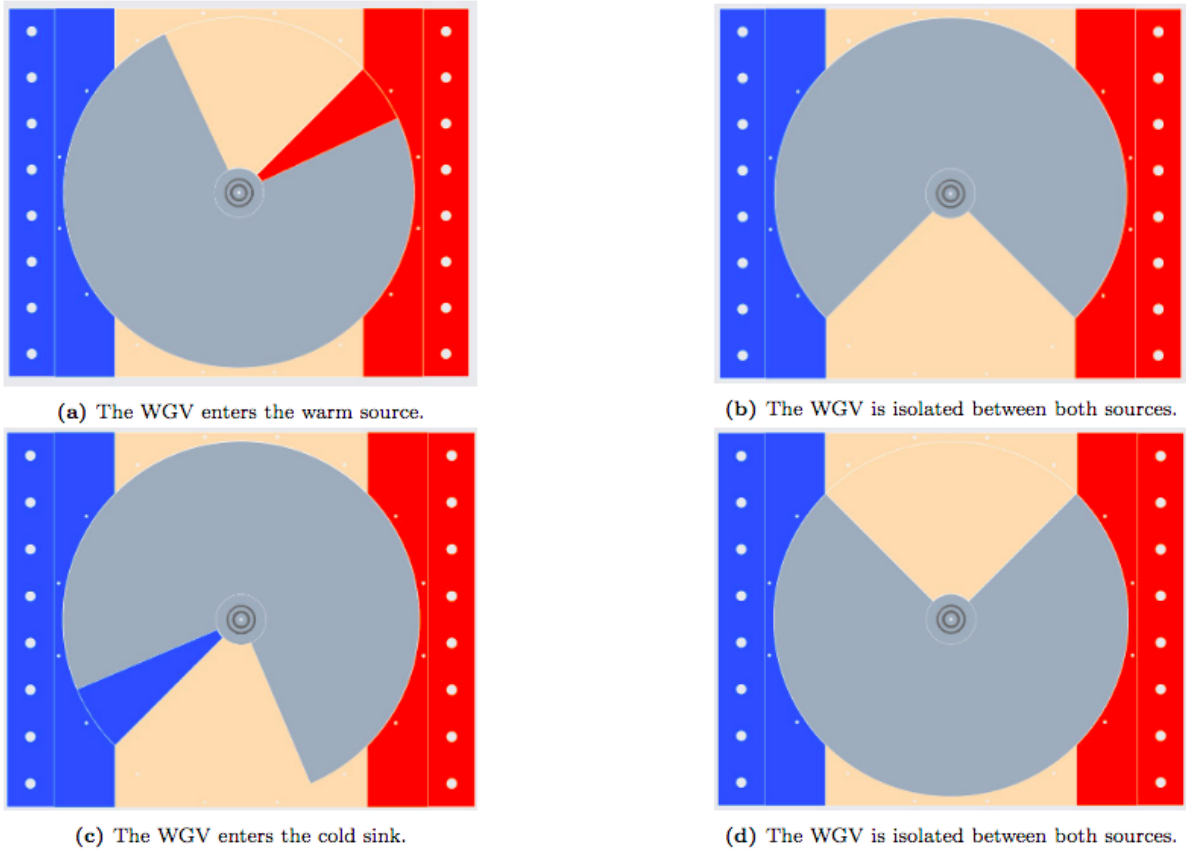 (a) The WGV enters the warm source.
(b) The WGV is isolated between both sources.
(c) The WGV enters the cold sink.
(d) The WGV is isolated between both sources.